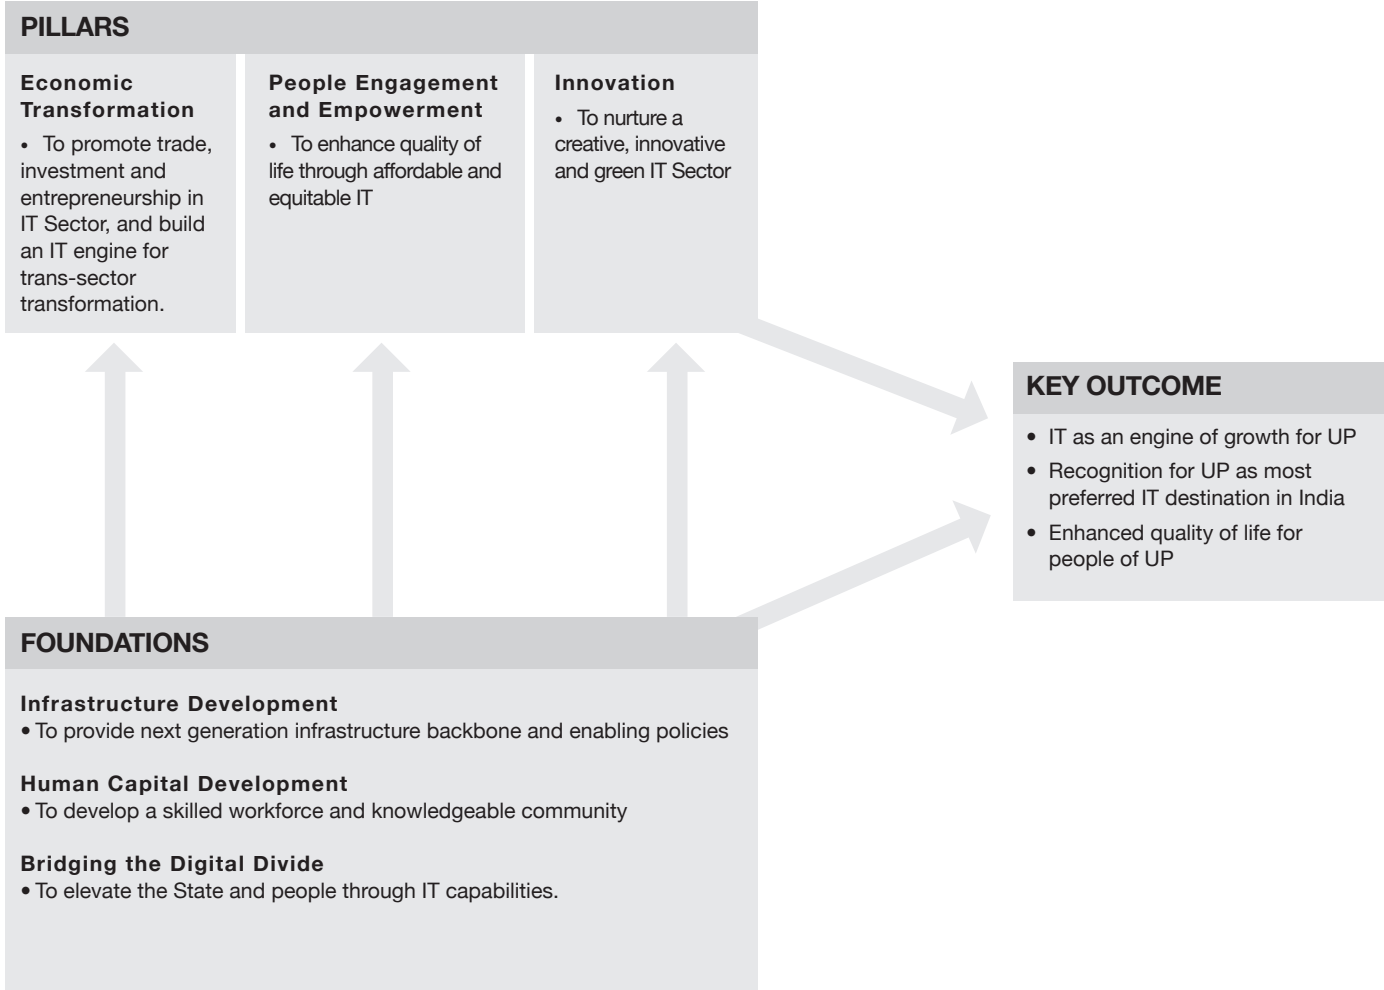 PILLARS
Economic
Transformation
• To promote trade,
investment and
entrepreneurship in
IT Sector, and build
an IT engine for
trans-sector
transformation.
People Engagement
and Empowerment
• To enhance quality of
life through affordable and
equitable IT
Innovation
• To nurture a
creative, innovative
and green IT Sector
KEY OUTCOME
• IT as an engine of growth for UP
• Recognition for UP as most
preferred IT destination in India
• Enhanced quality of life for
people of UP
FOUNDATIONS
Infrastructure Development
• To provide next generation infrastructure backbone and enabling policies
Human Capital Development
• To develop a skilled workforce and knowledgeable community
Bridging the Digital Divide
• To elevate the State and people through IT capabilities.